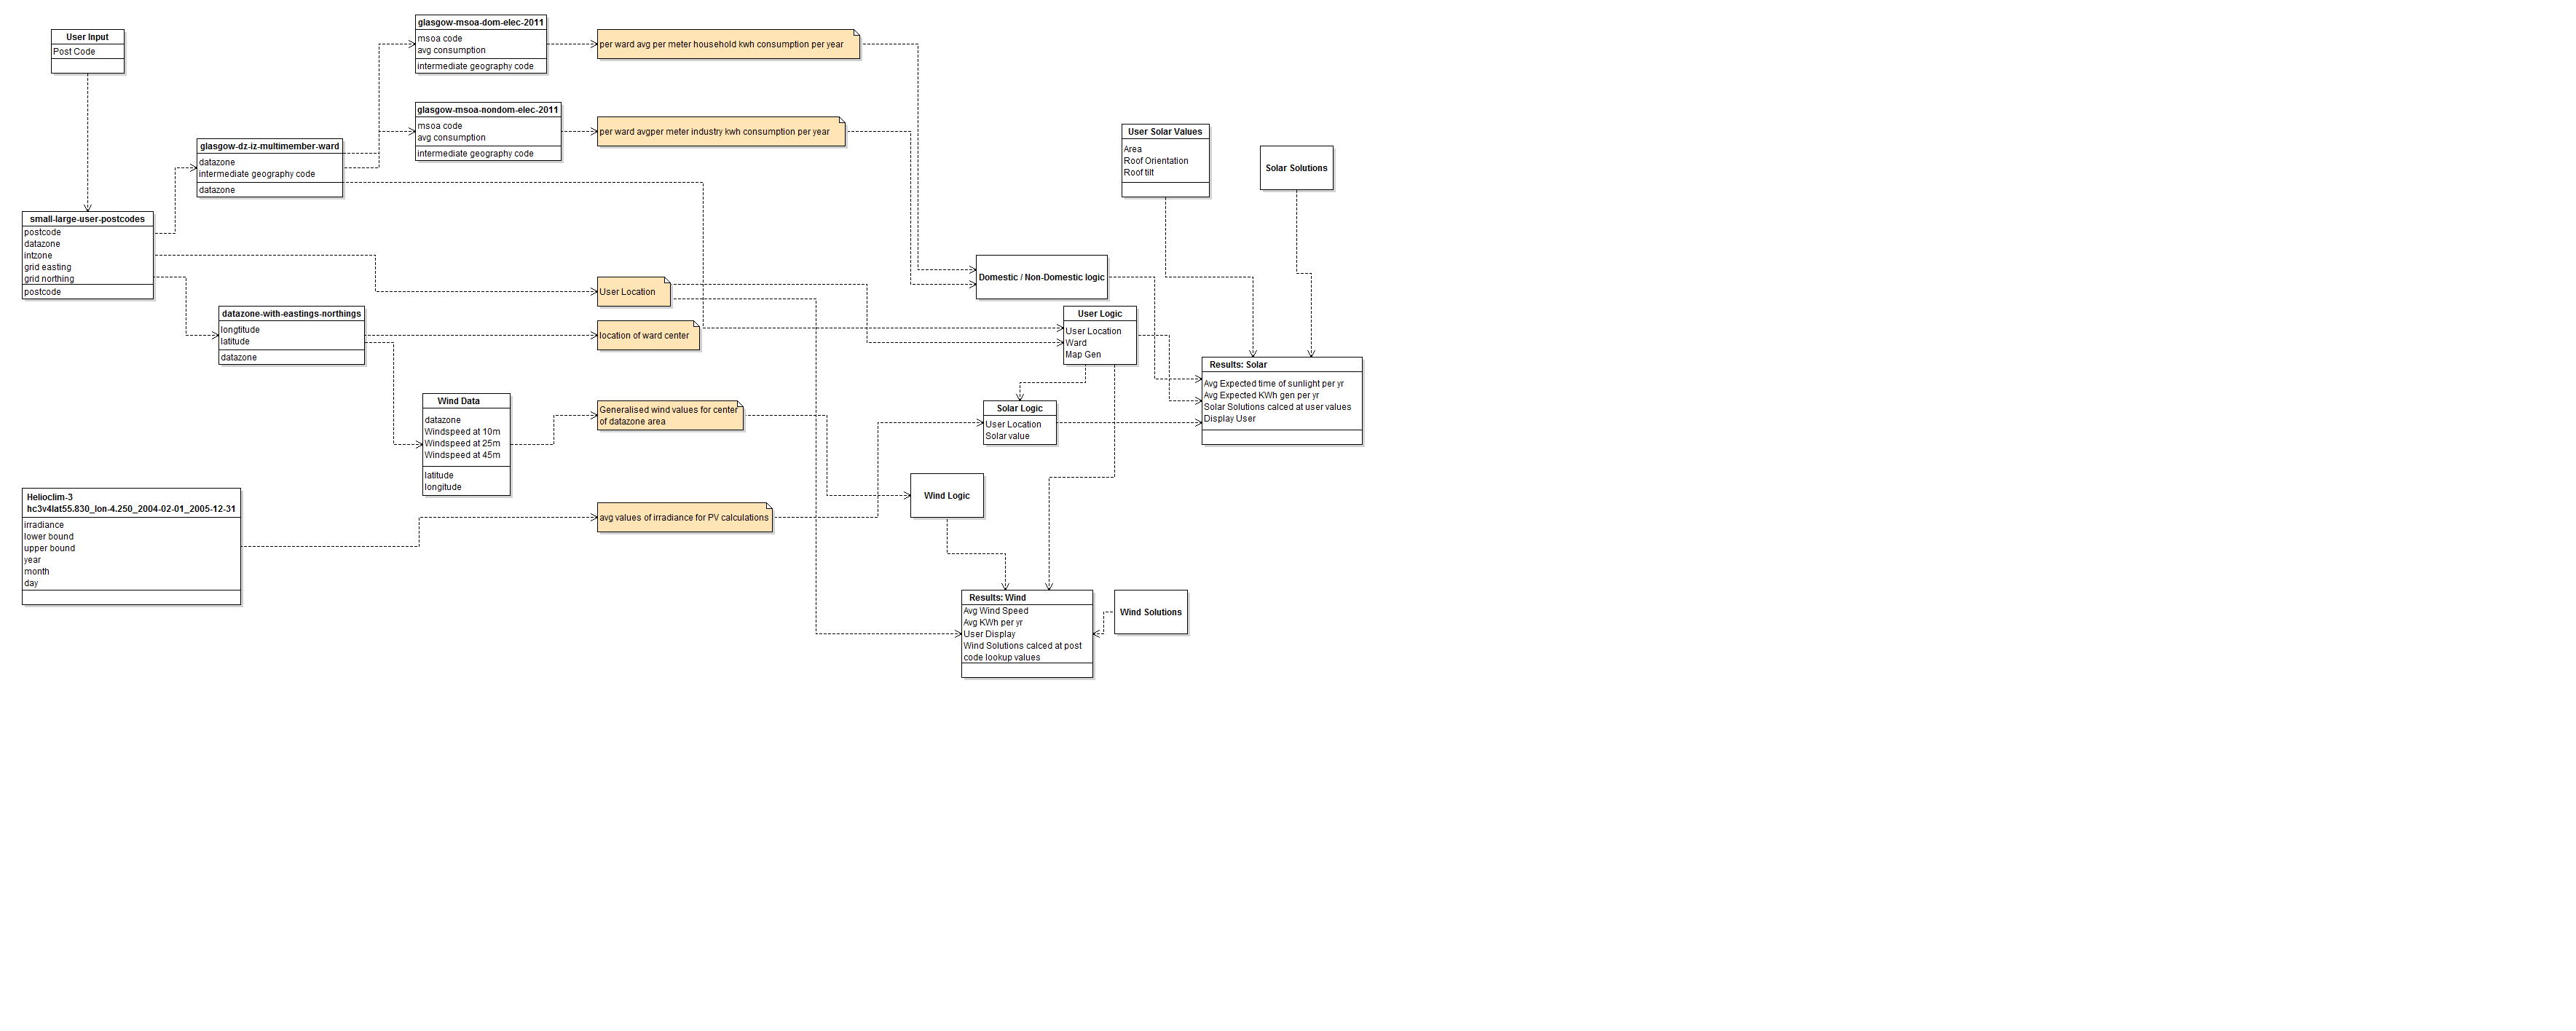 User Input
Post Code
glasgow-msoa-dom-elec-2011
msoa code
avg consumption
intermediate geography code
per ward avg per meter household kwh consumption per year
glasgow-msoa-nondom-elec-2011
msoa code
avg consumption
intermediate geography code
per ward avgper meter industry kwh consumption per year
glasgow-dz-iz-multimember-ward
datazone
intermediate geography code
datazone
User Solar Values
Area
Roof Orientation
Roof tilt
Solar Solutions
small-large-user-postcodes
postcode
datazone
intzone
grid easting
grid northing
postcode
User Location
Domestic / Non-Domestic logic
datazone-with-eastings-northings
longtitude
latitude
datazone
location of ward center
User Logic
User Location
Ward
Map Gen
Results: Solar
Avg Expected time of sunlight per yr
Avg Expected KWh gen per yr
Solar Solutions calced at user values
Display User
Wind Data
datazone
Windspeed at 10m
Windspeed at 25m
Windspeed at 45m
latitude
longitude
Generalised wind values for center
of datazone area
Solar Logic
User Location
Solar value
Helioclim-3
hc3v4lat55.830_lon-4.250_2004-02-01_2005-12-31
irradiance
lower bound
upper bound
year
month
day
avg values of irradiance for PV calculations
Wind Logic
Results: Wind
Avg Wind Speed
Avg KWh per yr
User Display
Wind Solutions calced at post
code lookup values
Wind Solutions